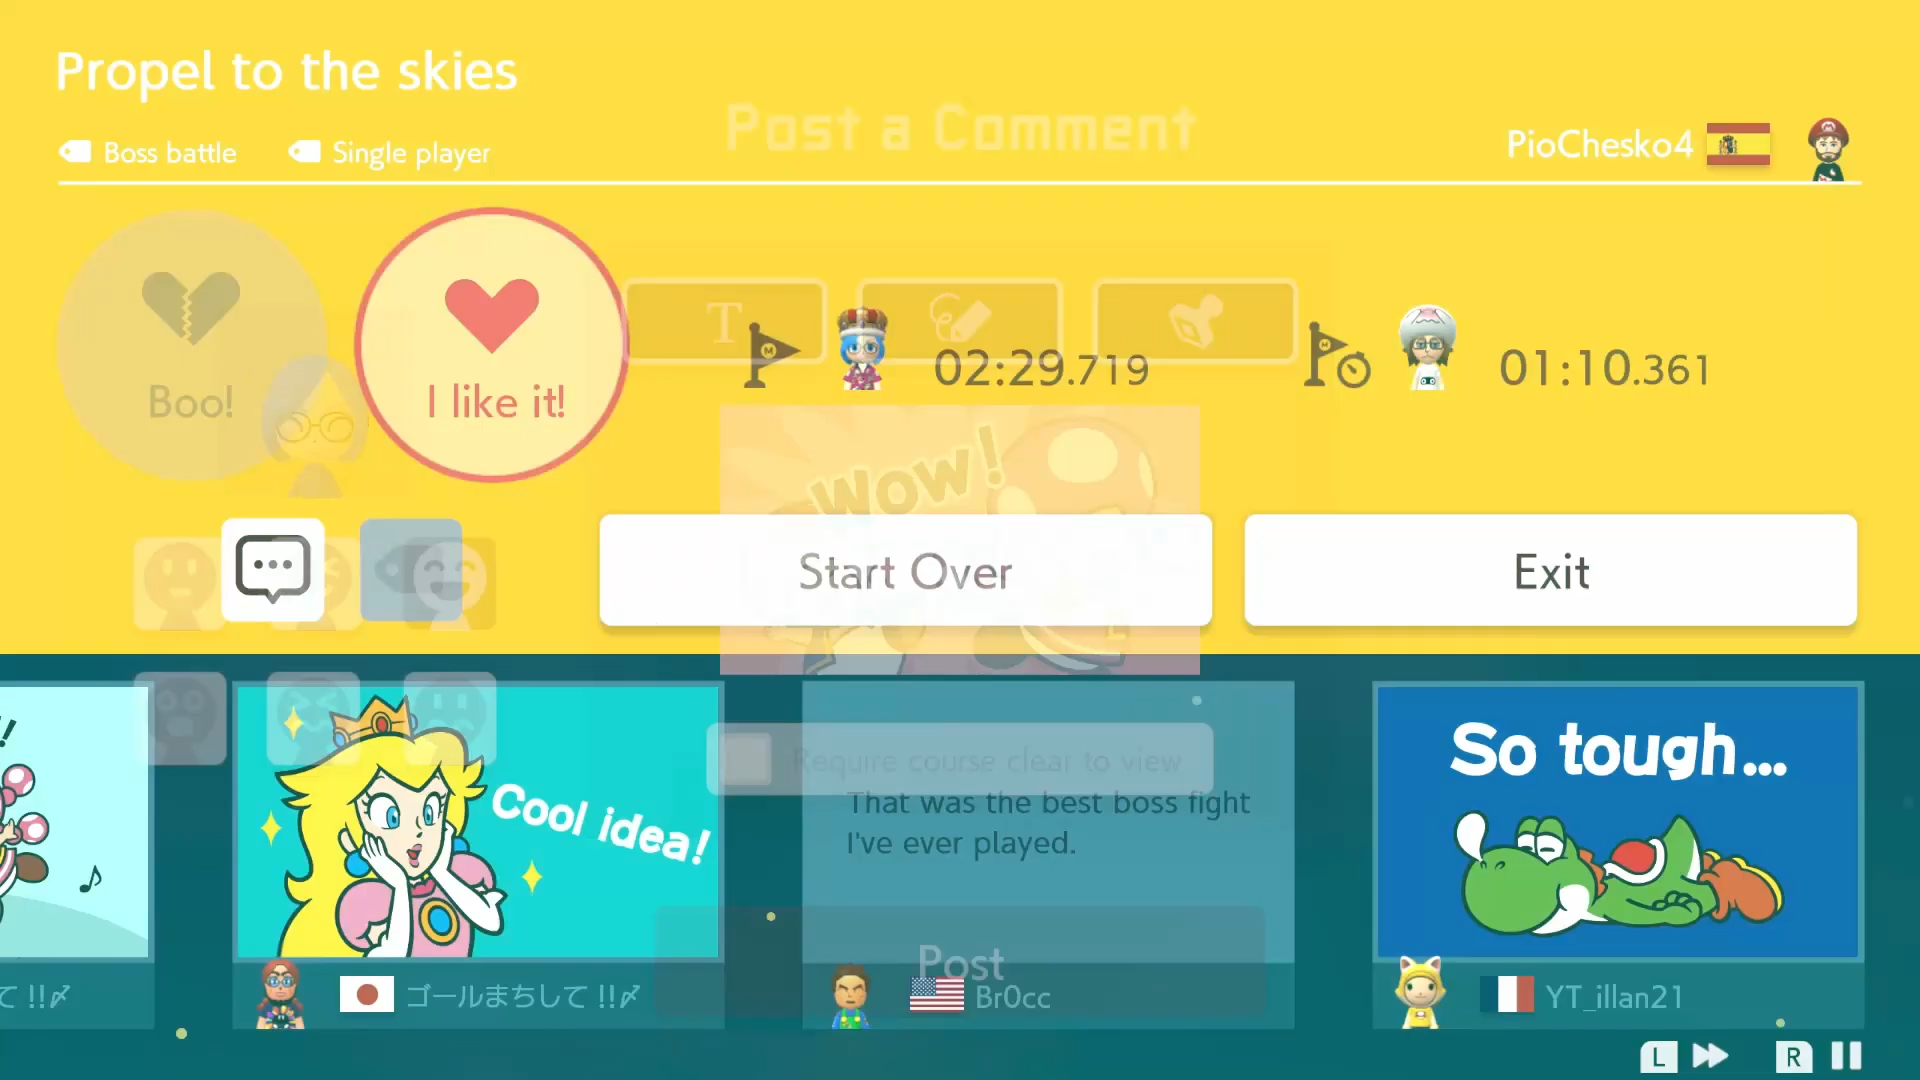 Propel to the skies
Post a Comment
Boss battle
Single player
PioChesko4
Boo!
I like it!
T
02:29.719
01:10.361
Wow!
Start Over
Exit
Require course clear to view
That was the best boss fight
I've ever played.
Cool idea!
So tough...
Post
て !!〆
ゴールまちして !!〆
Br0cc
YT_illan21
L
R